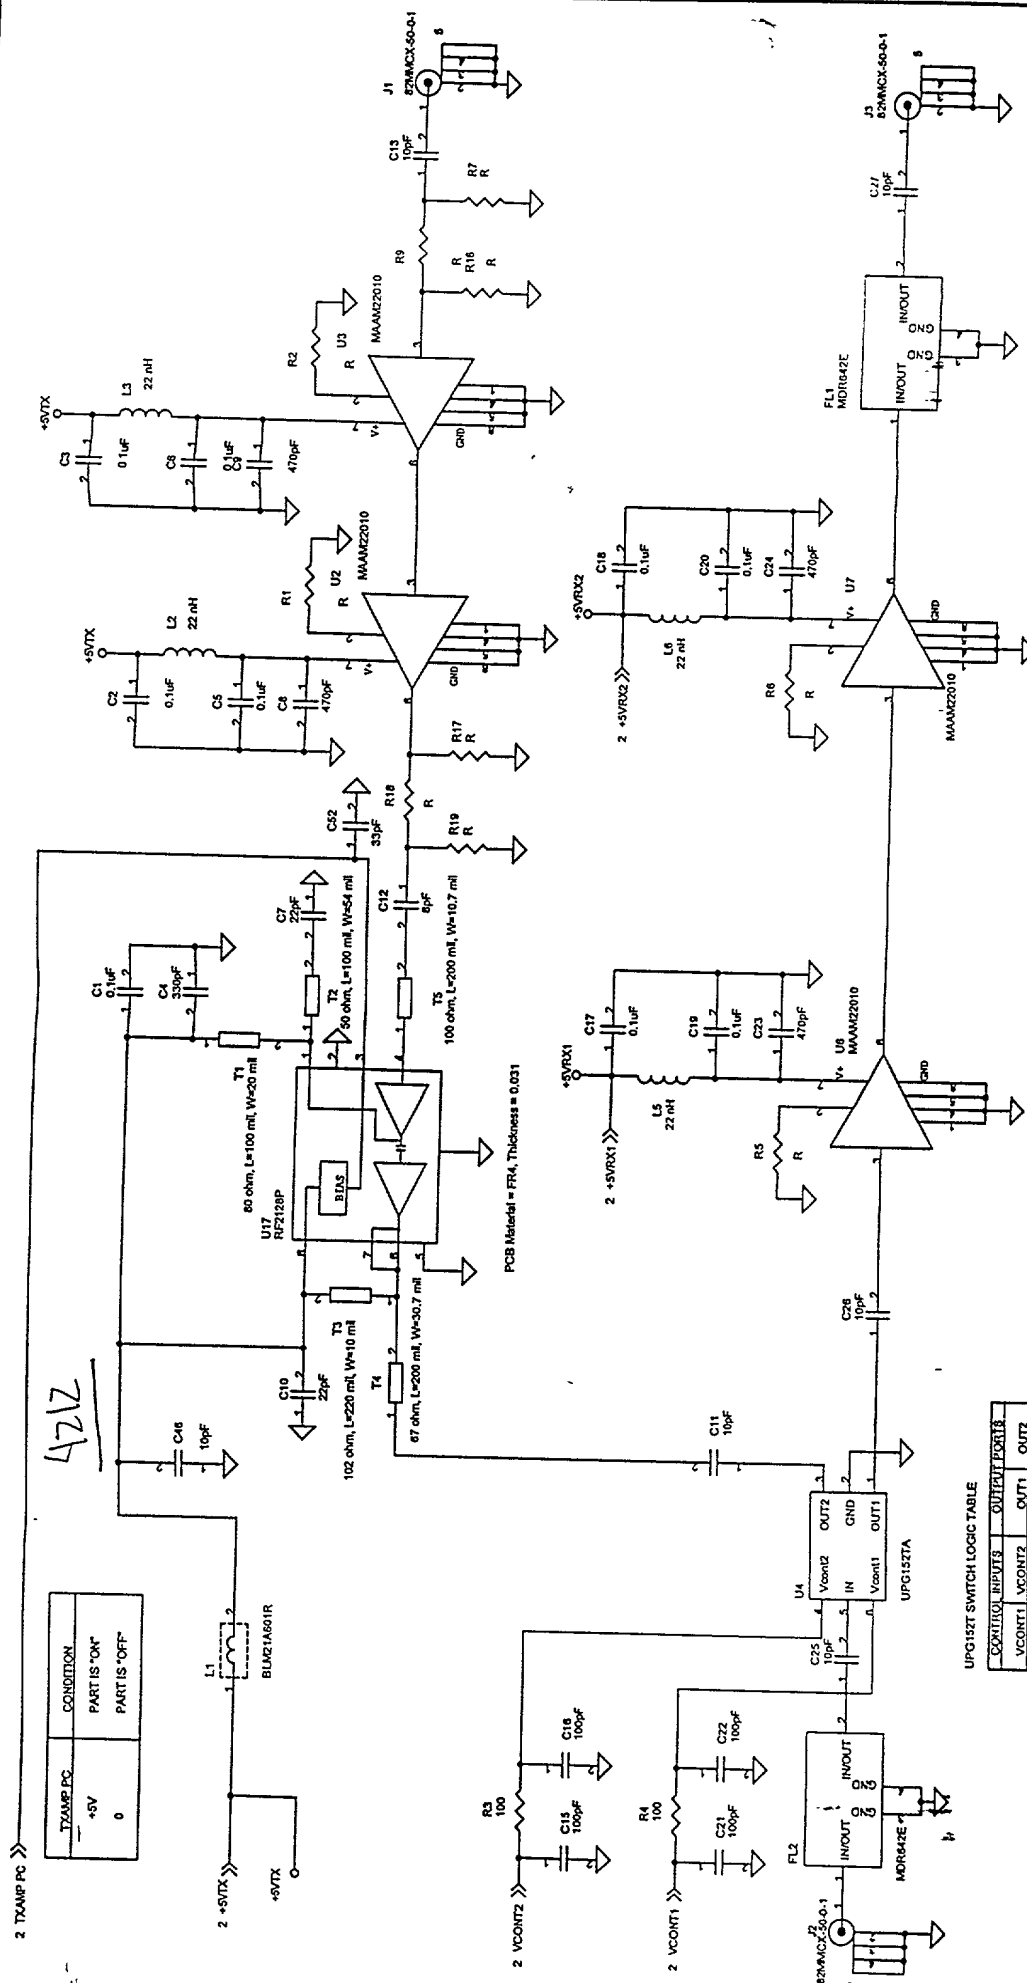 2 TXAMP PC
TXAMP PC
CONDITION
+5V
PART IS "ON"
0
PART IS "OFF"
4212
2 +5VTX
+5VTX
L1
1
2
BLM21A601R
C46
10pF
C1
0.1uF
C4
330pF
T1
80 ohm, L=100 mil, W=20 mil
C7
22pF
T2
50 ohm, L=100 mil, W=54 mil
C52
33pF
U17
RF2128P
BIAS
C10
22pF
T3
102 ohm, L=220 mil, W=10 mil
T4
67 ohm, L=200 mil, W=30.7 mil
T5
100 ohm, L=200 mil, W=10.7 mil
PCB Material = FR4, Thickness = 0.031
C12
R19
R
R18
R
R17
R
+5VTX
C2
0.1uF
L2
22 nH
C5
0.1uF
C8
470pF
R1
R
U2
MAAM22010
V+
GND
+5VTX
C3
0.1uF
L3
22 nH
C6
0.1uF
C9
470pF
R2
R
U3
MAAM22010
V+
GND
R16
R
R9
R
R7
R
C13
10pF
J1
82MMCX-50-0-1
2 VCONT2
R3
100
C15
100pF
C16
100pF
2 VCONT1
R4
100
C21
100pF
C22
100pF
J2
82MMCX-50-0-1
FL2
MDR642E
IN/OUT
IN/OUT
GND
GND
C25
10pF
U4
UPG152TA
Vcont2
IN
Vcont1
OUT2
GND
OUT1
C11
10pF
C26
10pF
2 +5VRX1
+5VRX1
C17
0.1uF
L5
22 nH
C19
0.1uF
C23
470pF
R5
R
MAAM22010
V+
GND
2 +5VRX2
+5VRX2
C18
0.1uF
L6
22 nH
C20
0.1uF
C24
470pF
R6
R
U7
MAAM22010
V+
GND
FL1
MDR642E
IN/OUT
IN/OUT
GND
GND
C27
10pF
J3
82MMCX-50-0-1
UPG152T SWITCH LOGIC TABLE
CONTROL INPUTS
OUTPUT PORTS
VCONT1
VCONT2
OUT1
OUT2